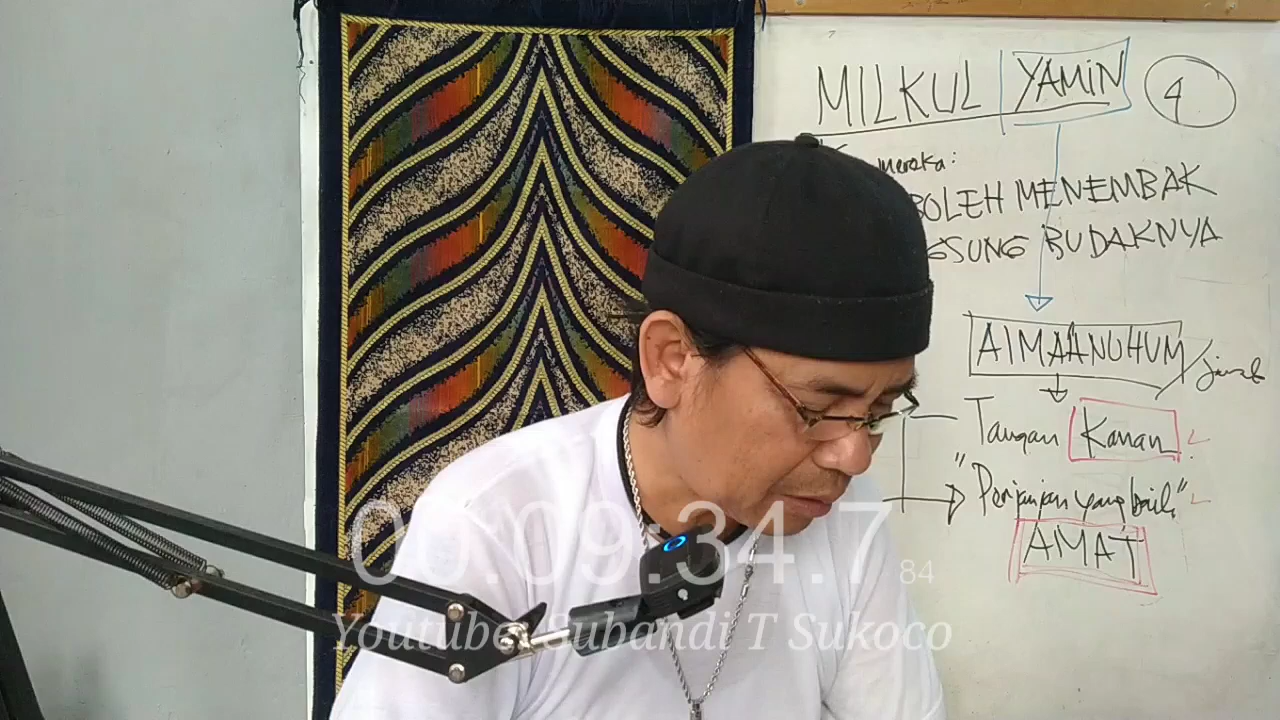 MILKUL YAMIN 4
mereka:
BOLEH MENEMBAK
BUDAKNYA
AIMAANUHUM
Tangan Kanan
"Perjanjian yang baik"
AMAT
00:09:34.7
84
Youtube: Subandi T Sukoco